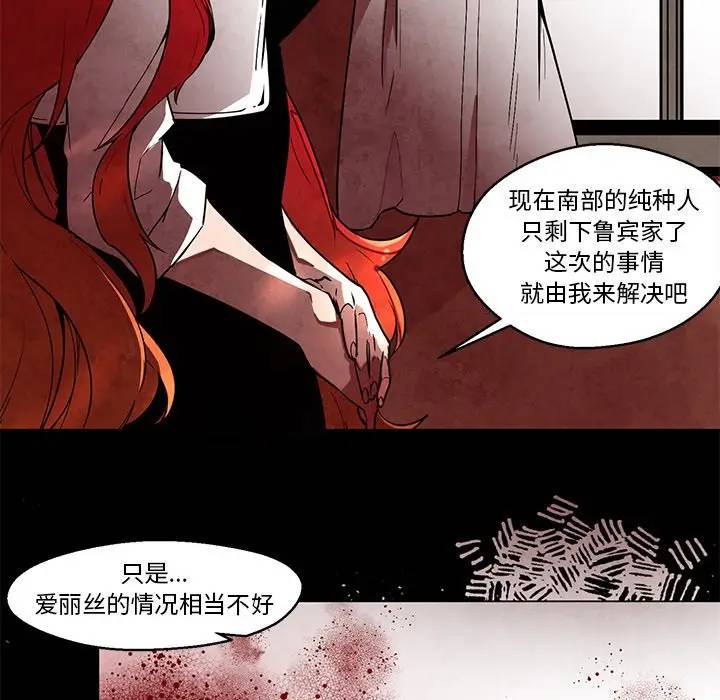 现在南部的纯种人
只剩下鲁宾家了
这次的事情
就由我来解决吧
只是...
爱丽丝的情况相当不好